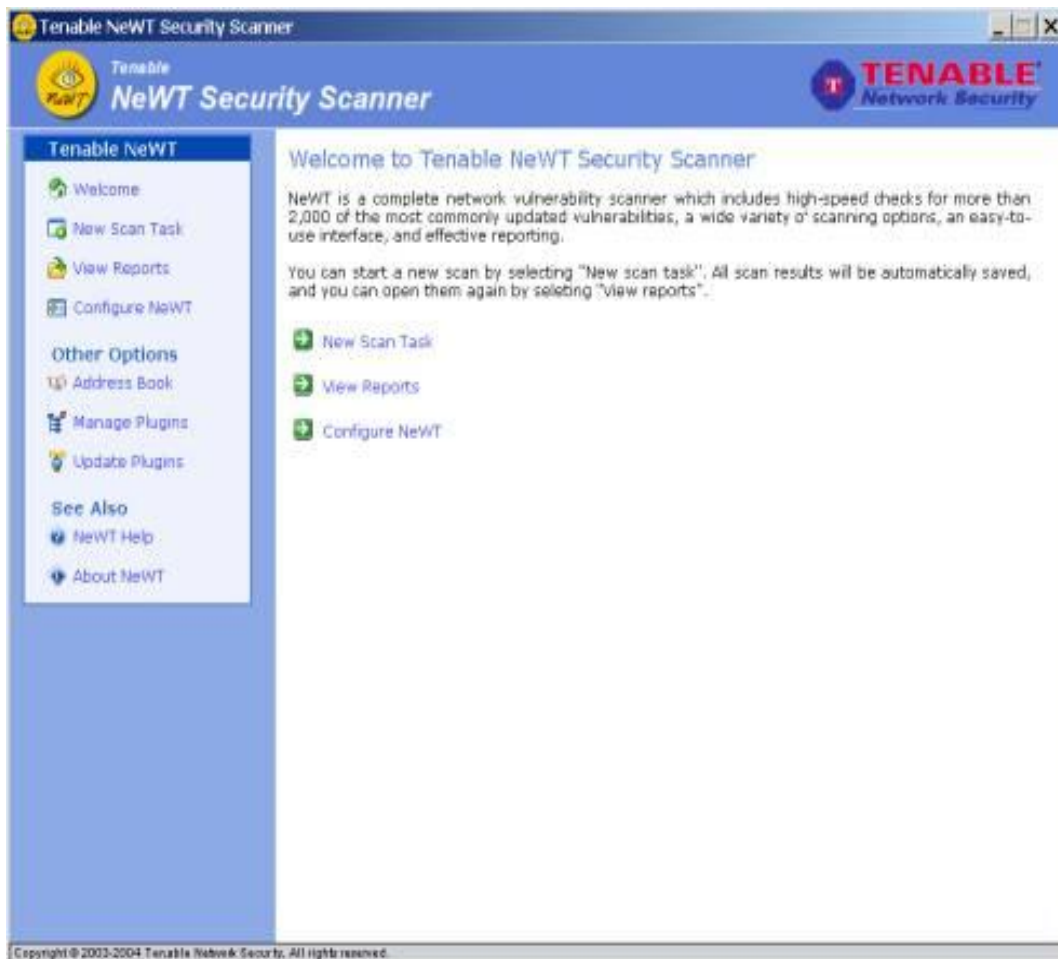 Tenable NeWT Security Scanner
NeWT
Tenable
NeWT Security Scanner
T
TENABLE
Network Security
Tenable NeWT
Welcome
New Scan Task
View Reports
Configure NeWT
Other Options
Address Book
Manage Plugins
Update Plugins
See Also
NeWT Help
About NeWT
Welcome to Tenable NeWT Security Scanner
NeWT is a complete network vulnerability scanner which includes high-speed checks for more than
2,000 of the most commonly updated vulnerabilities, a wide variety of scanning options, an easy-to-
use interface, and effective reporting.
You can start a new scan by selecting "New scan task". All scan results will be automatically saved,
and you can open them again by seleting "view reports".
New Scan Task
View Reports
Configure NeWT
Copyright © 2003-2004 Tenable Network Security. All rights reserved.